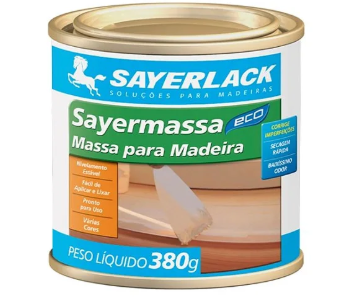 SAYERLACK
SOLUÇÕES PARA MADEIRAS
Sayermassa eco
Massa para Madeira
CORRIGE
IMPERFEIÇÕES
SECAGEM
RÁPIDA
BAIXÍSSIMO
ODOR
Nivelamento
Estável
Fácil de
Aplicar e Lixar
Pronto
para Uso
Várias
Cores
PESO LÍQUIDO 380g